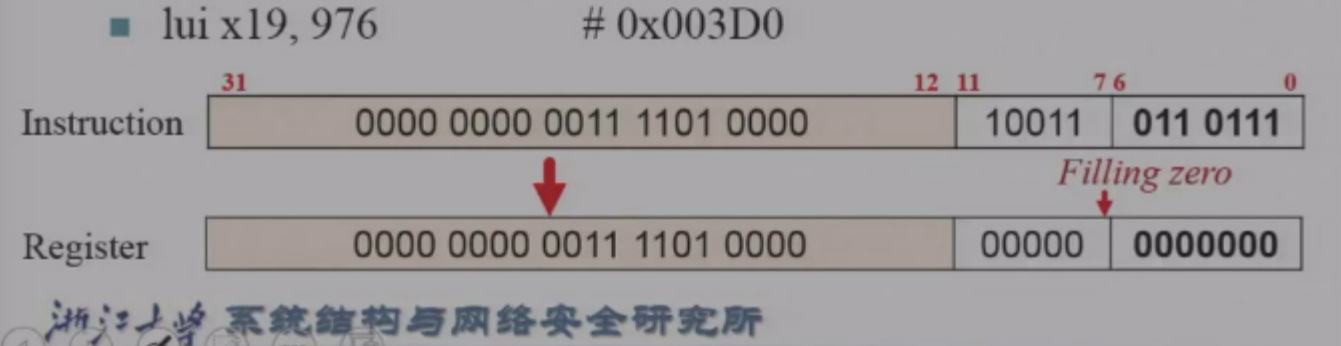 lui x19, 976 # 0x003D0
31 12 11 7 6 0
Instruction 0000 0000 0011 1101 0000 10011 011 0111
Filling zero
Register 0000 0000 0011 1101 0000 00000 0000000
浙江大学 系统结构与网络安全研究所